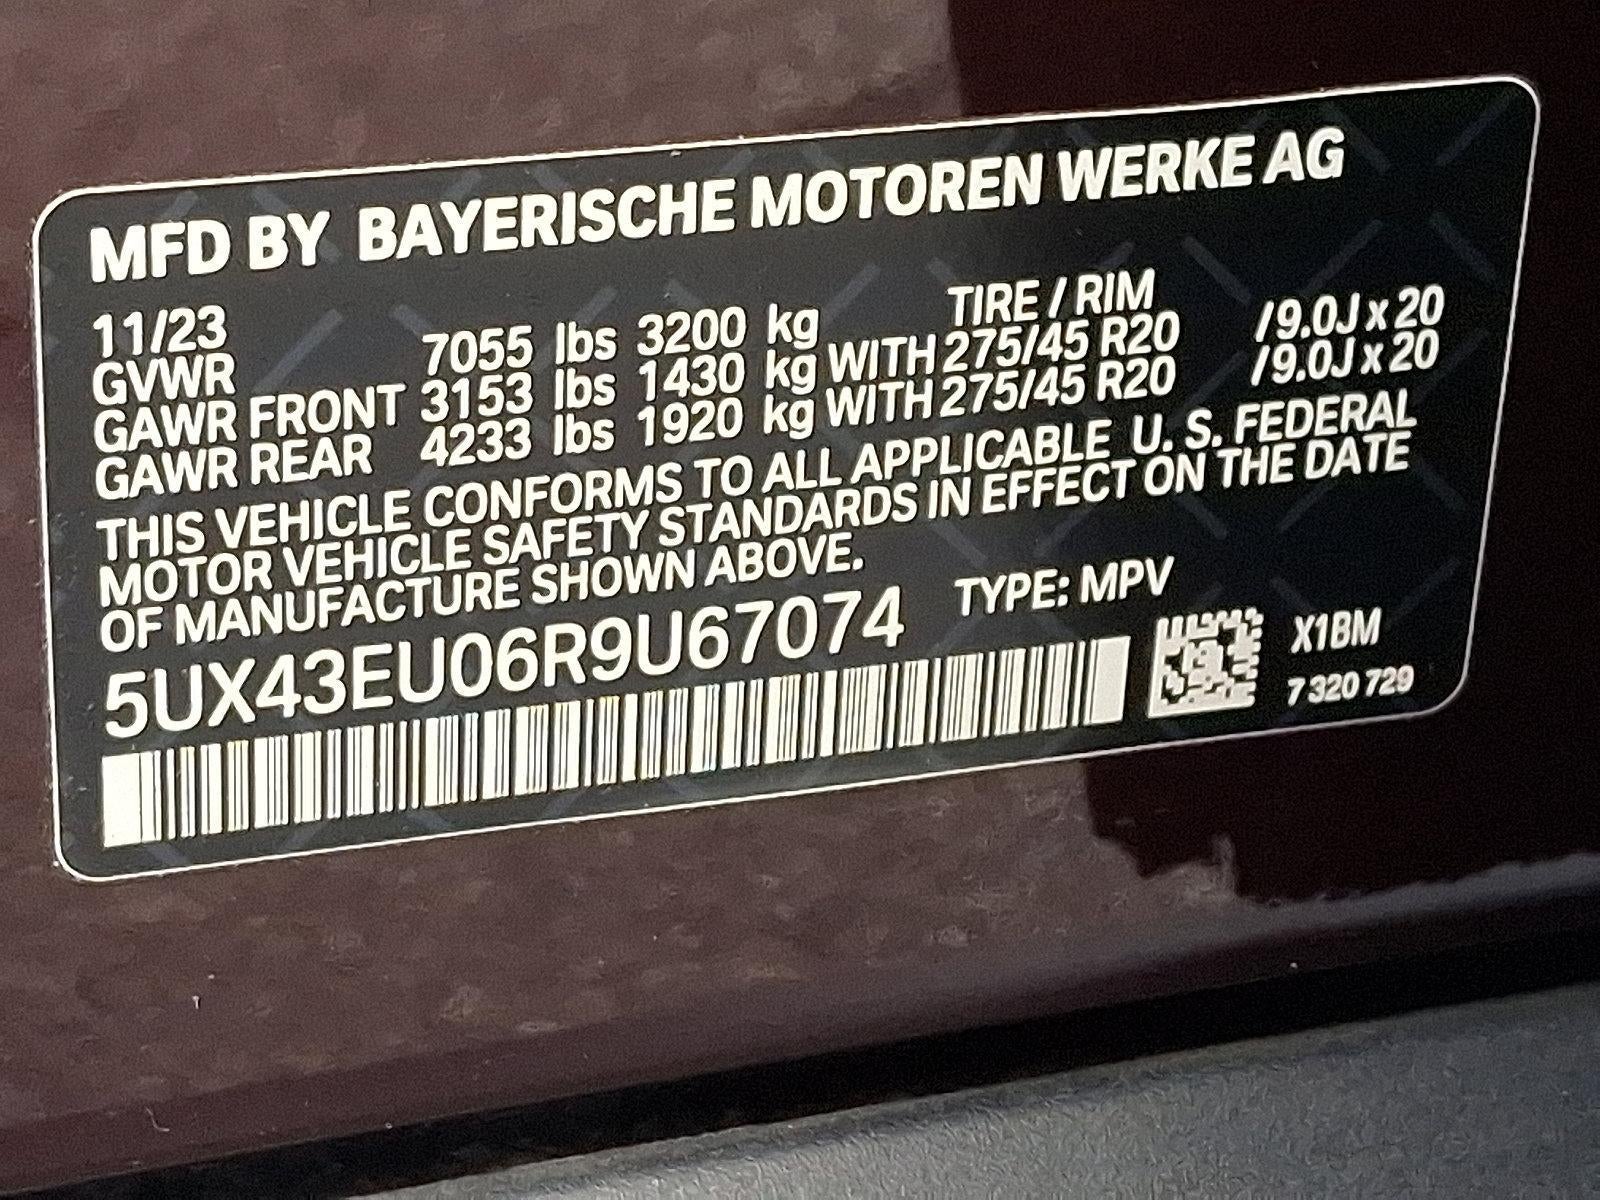 MFD BY BAYERISCHE MOTOREN WERKE AG
11/23 TIRE / RIM
GVWR 7055 lbs 3200 kg
GAWR FRONT 3153 lbs 1430 kg WITH 275/45 R20 /9.0J x 20
GAWR REAR 4233 lbs 1920 kg WITH 275/45 R20 /9.0J x 20
THIS VEHICLE CONFORMS TO ALL APPLICABLE U. S. FEDERAL
MOTOR VEHICLE SAFETY STANDARDS IN EFFECT ON THE DATE
OF MANUFACTURE SHOWN ABOVE.
5UX43EU06R9U67074 TYPE: MPV
X1BM
7 320 729